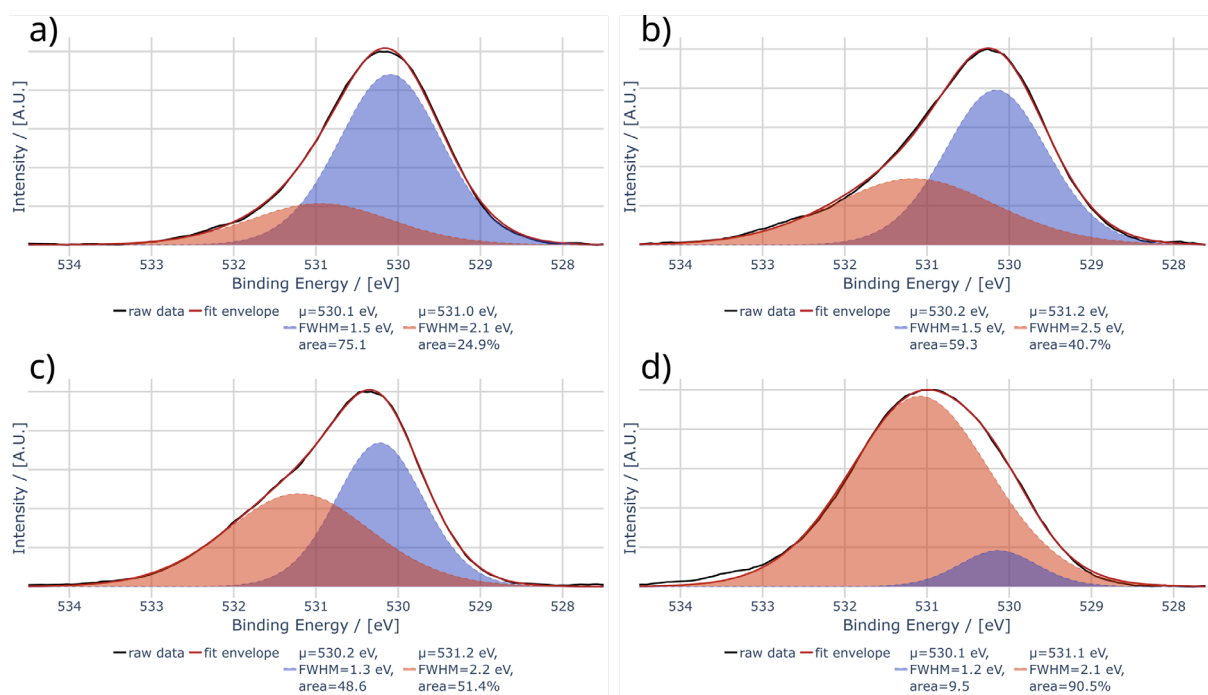 a)
Intensity / [A.U.]
534 533 532 531 530 529 528
Binding Energy / [eV]
raw data fit envelope μ=530.1 eV, μ=531.0 eV,
FWHM=1.5 eV, FWHM=2.1 eV,
area=75.1 area=24.9%
b)
Intensity / [A.U.]
534 533 532 531 530 529 528
Binding Energy / [eV]
raw data fit envelope μ=530.2 eV, μ=531.2 eV,
FWHM=1.5 eV, FWHM=2.5 eV,
area=59.3 area=40.7%
c)
Intensity / [A.U.]
534 533 532 531 530 529 528
Binding Energy / [eV]
raw data fit envelope μ=530.2 eV, μ=531.2 eV,
FWHM=1.3 eV, FWHM=2.2 eV,
area=48.6 area=51.4%
d)
Intensity / [A.U.]
534 533 532 531 530 529 528
Binding Energy / [eV]
raw data fit envelope μ=530.1 eV, μ=531.1 eV,
FWHM=1.2 eV, FWHM=2.1 eV,
area=9.5 area=90.5%